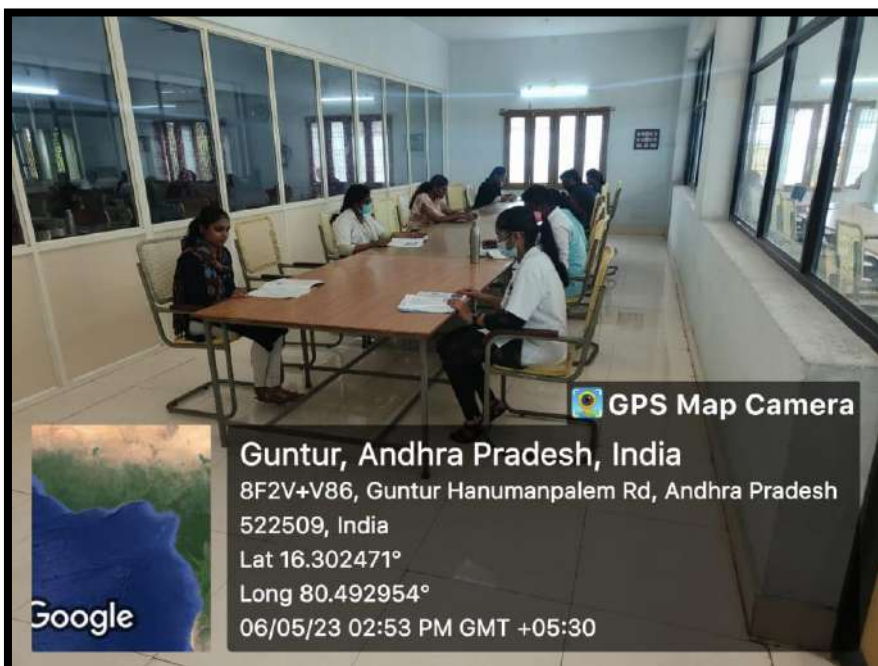 GPS Map Camera
Guntur, Andhra Pradesh, India
8F2V+V86, Guntur Hanumanpalem Rd, Andhra Pradesh
522509, India
Lat 16.302471°
Long 80.492954°
06/05/23 02:53 PM GMT +05:30
Google